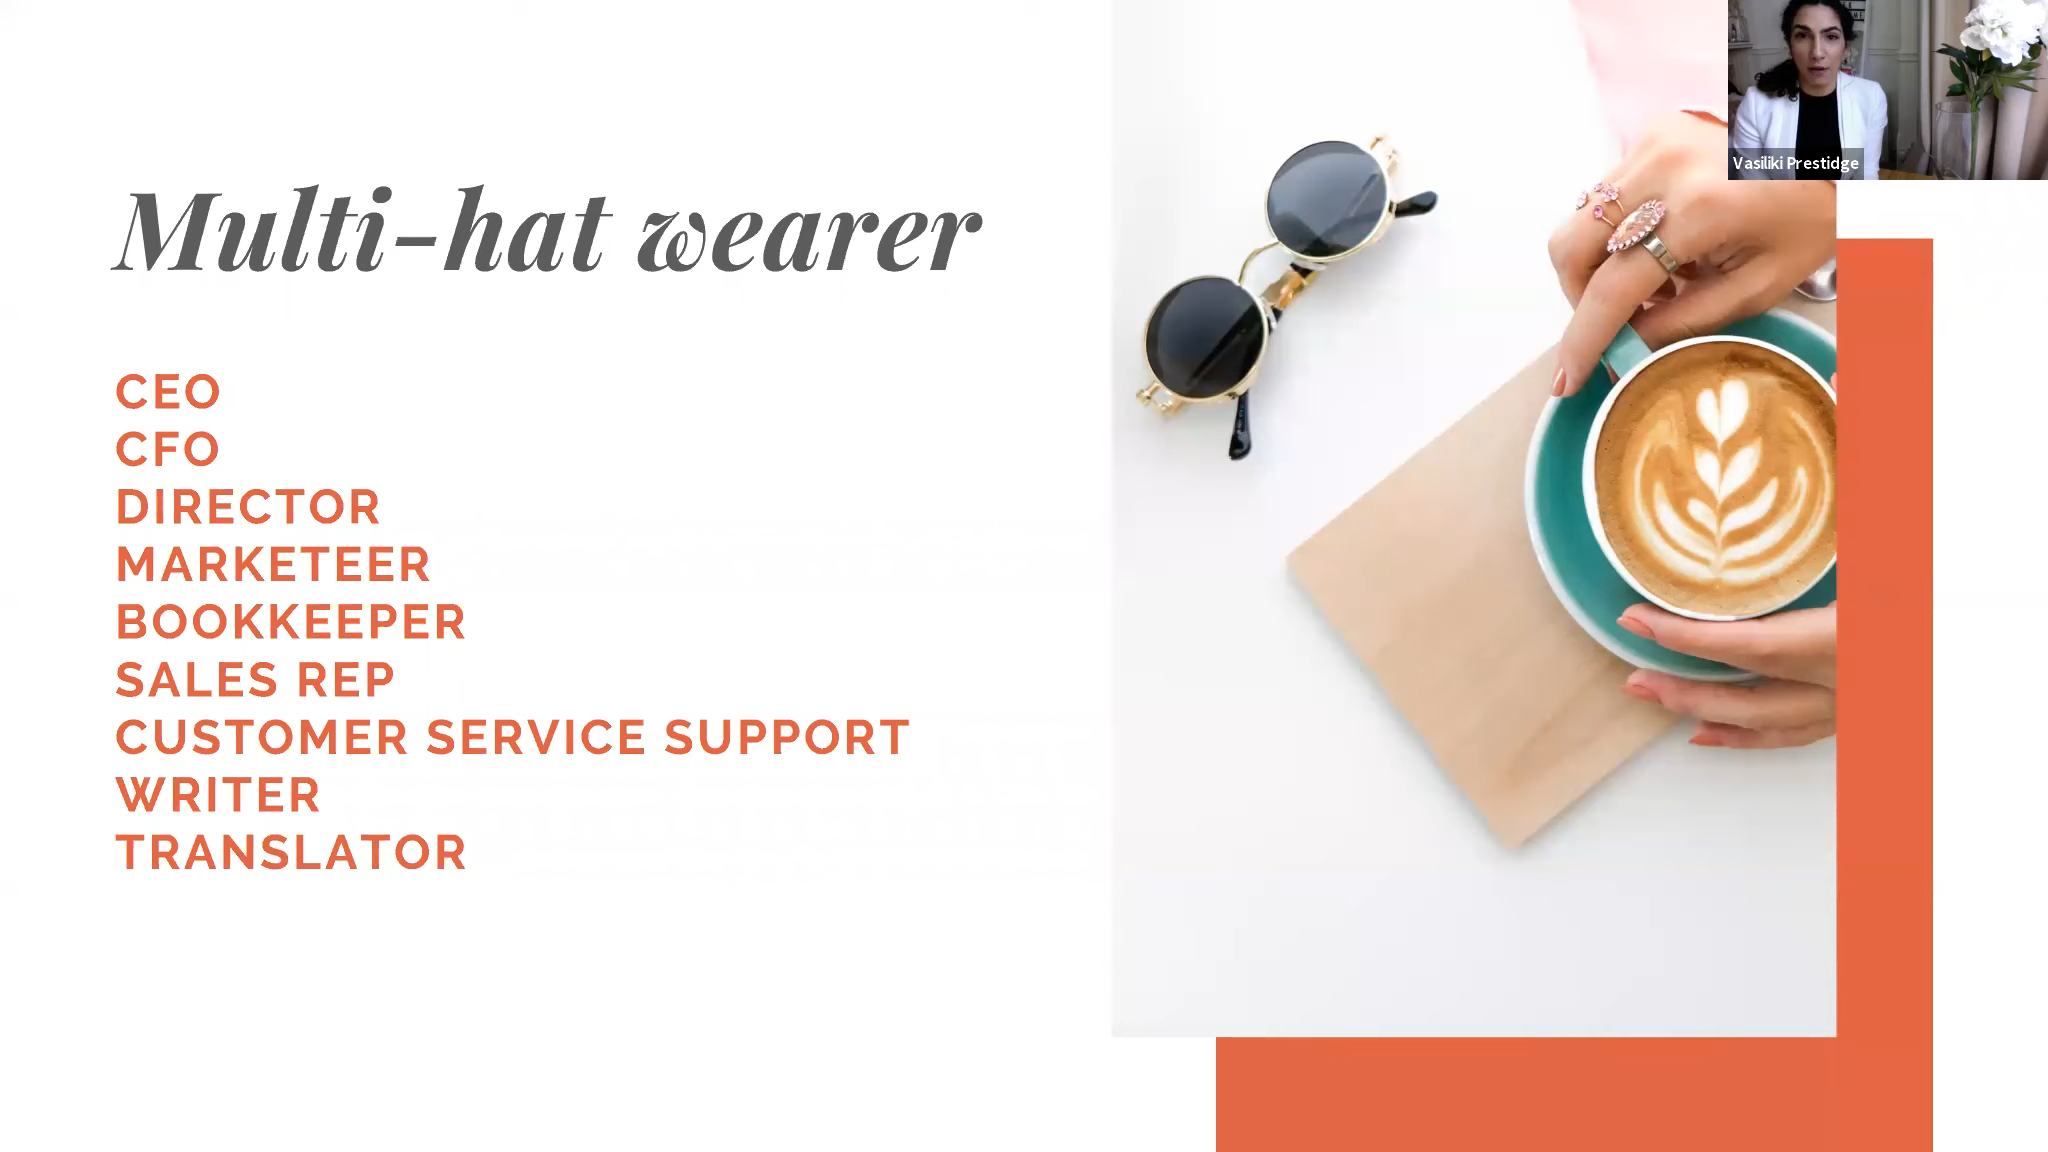 Multi-hat wearer
CEO
CFO
DIRECTOR
MARKETEER
BOOKKEEPER
SALES REP
CUSTOMER SERVICE SUPPORT
WRITER
TRANSLATOR
Vasiliki Prestidge